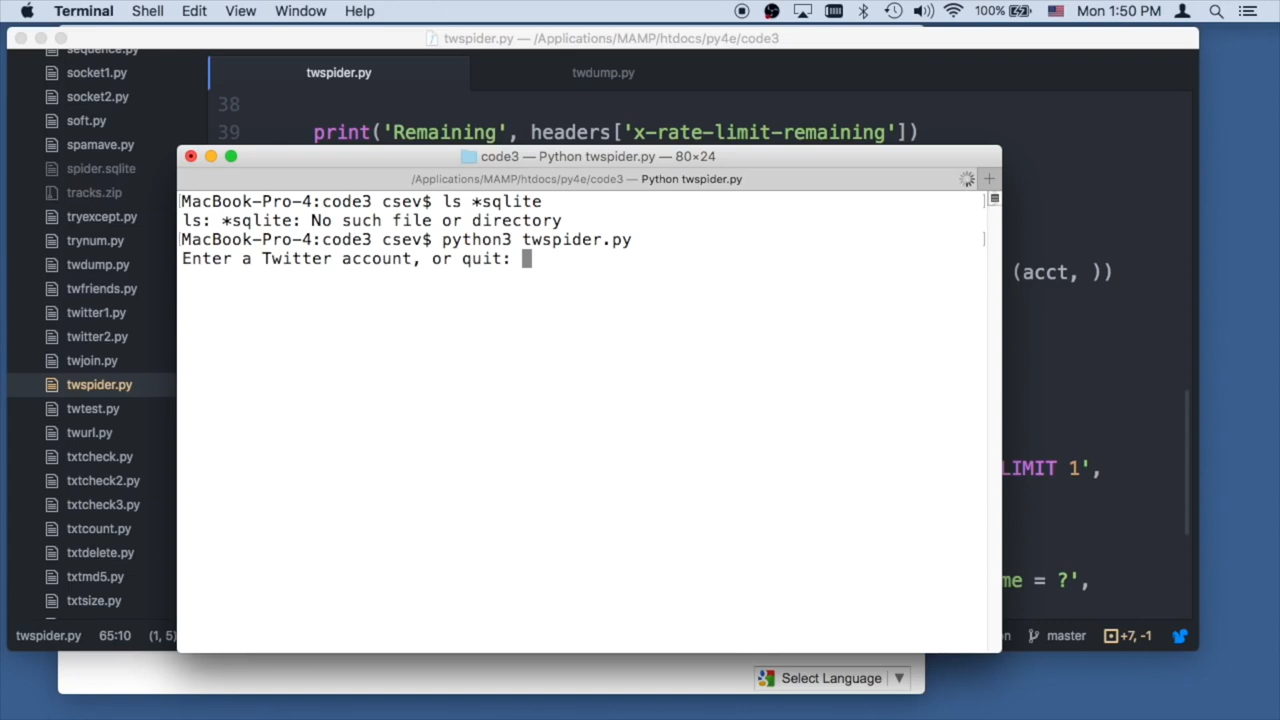 Terminal Shell Edit View Window Help 100% Mon 1:50 PM
twspider.py — /Applications/MAMP/htdocs/py4e/code3
sequence.py
socket1.py
socket2.py
soft.py
spamave.py
spider.sqlite
tracks.zip
tryexcept.py
trynum.py
twdump.py
twfriends.py
twitter1.py
twitter2.py
twjoin.py
twspider.py
twtest.py
twurl.py
txtcheck.py
txtcheck2.py
txtcheck3.py
txtcount.py
txtdelete.py
txtmd5.py
txtsize.py
twspider.py twdump.py
38
39 print('Remaining', headers['x-rate-limit-remaining'])
code3 — Python twspider.py — 80×24
/Applications/MAMP/htdocs/py4e/code3 — Python twspider.py +
[MacBook-Pro-4:code3 csev$ ls *sqlite ]
ls: *sqlite: No such file or directory
[MacBook-Pro-4:code3 csev$ python3 twspider.py ]
Enter a Twitter account, or quit:
(acct, ))
LIMIT 1',
me = ?',
twspider.py 65:10 (1, 5) n master +7, -1
Select Language ▼